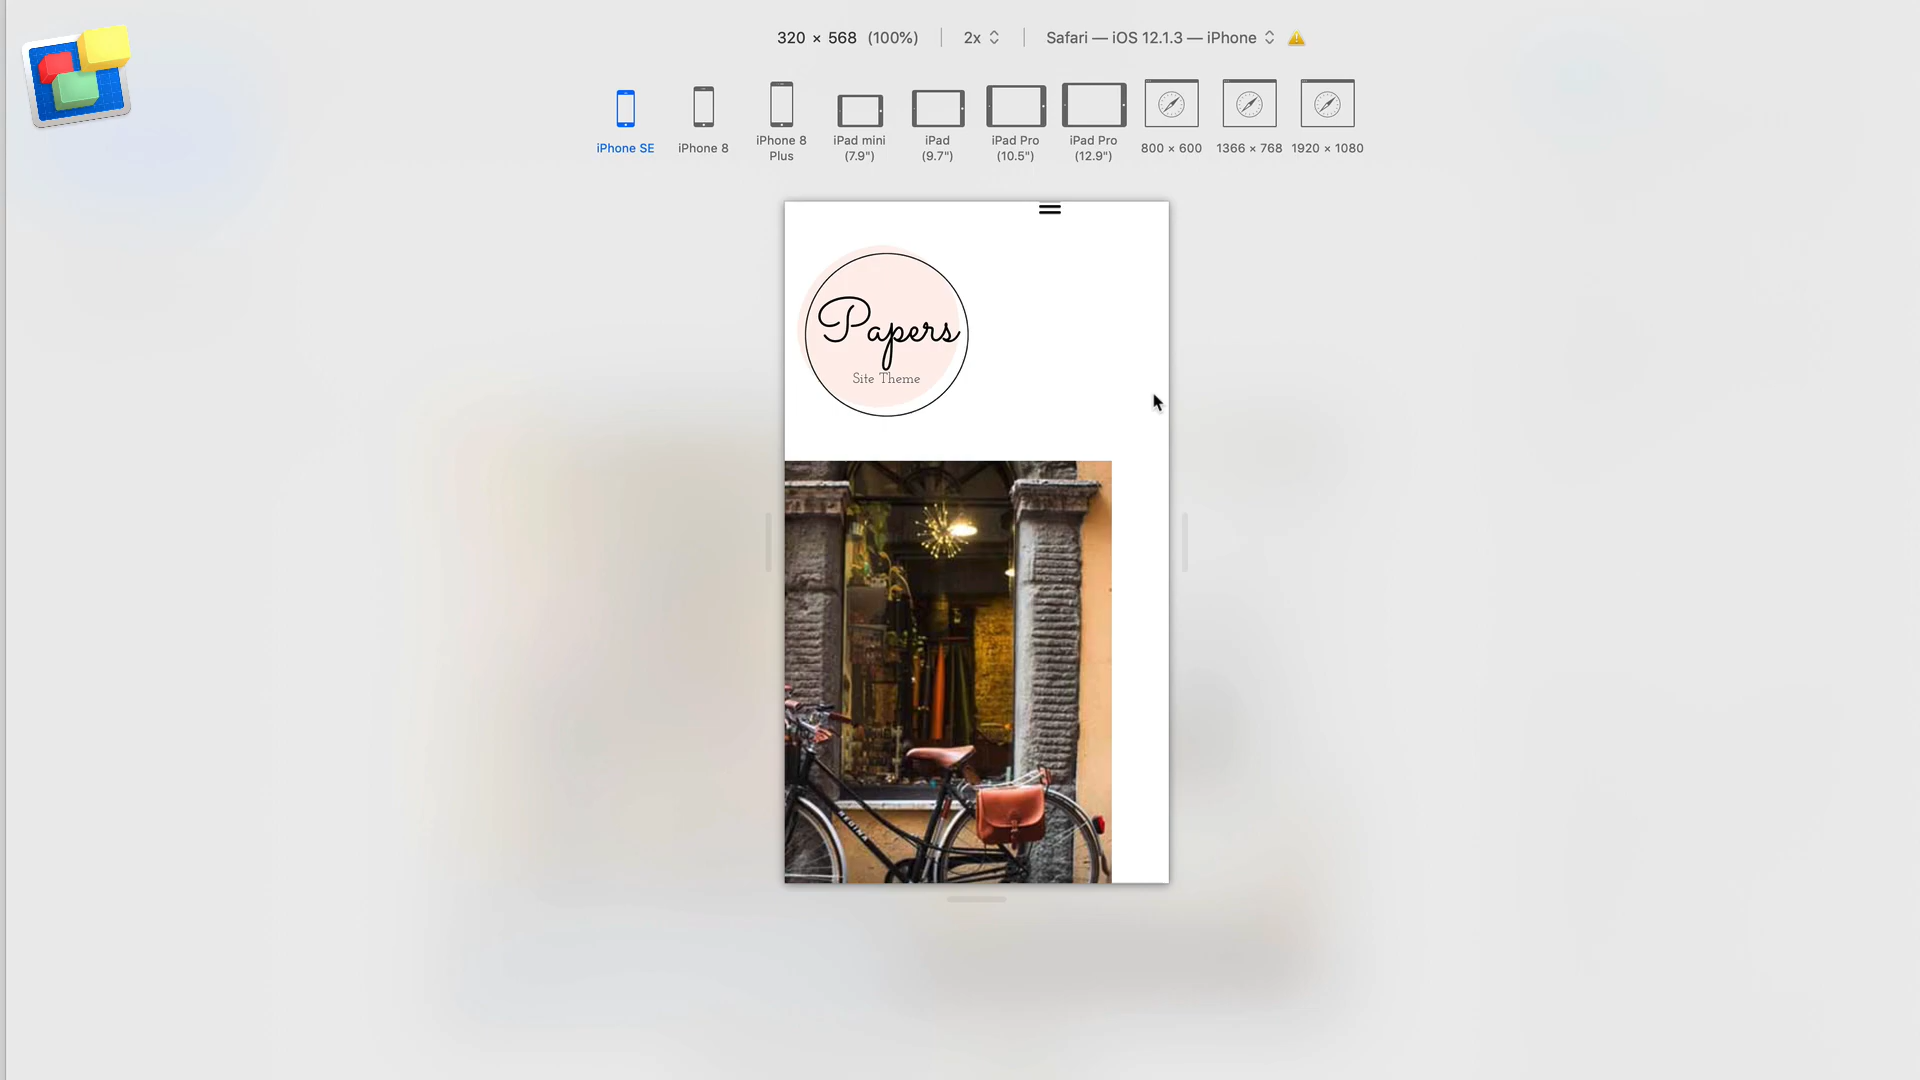 320 × 568 (100%) 2x Safari — iOS 12.1.3 — iPhone
iPhone SE
iPhone 8
iPhone 8
Plus
iPad mini
(7.9")
iPad
(9.7")
iPad Pro
(10.5")
iPad Pro
(12.9")
800 × 600
1366 × 768
1920 × 1080
Papers
Site Theme
REGINA